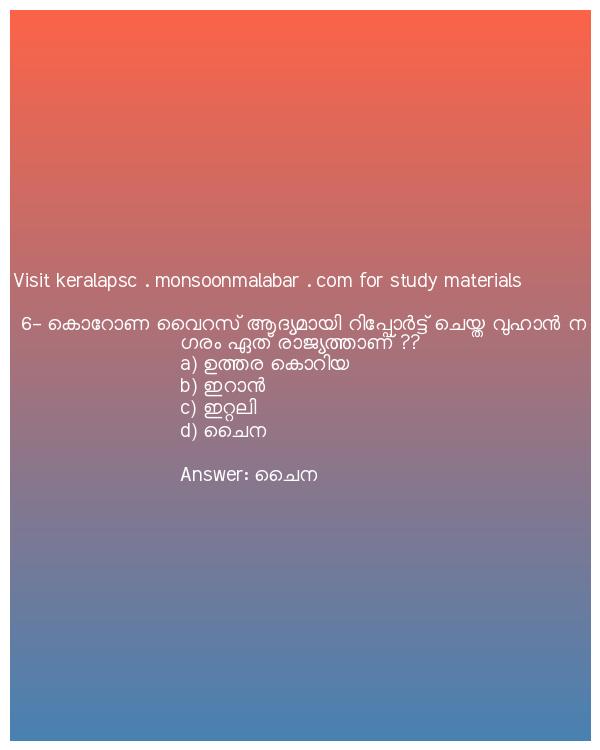 Visit keralapsc . monsoonmalabar . com for study materials
6- കൊറോണ വൈറസ് ആദ്യമായി റിപ്പോർട്ട് ചെയ്ത വുഹാൻ ന
ഗരം ഏത് രാജ്യത്താണ് ??
a) ഉത്തര കൊറിയ
b) ഇറാൻ
c) ഇറ്റലി
d) ചൈന
Answer: ചൈന